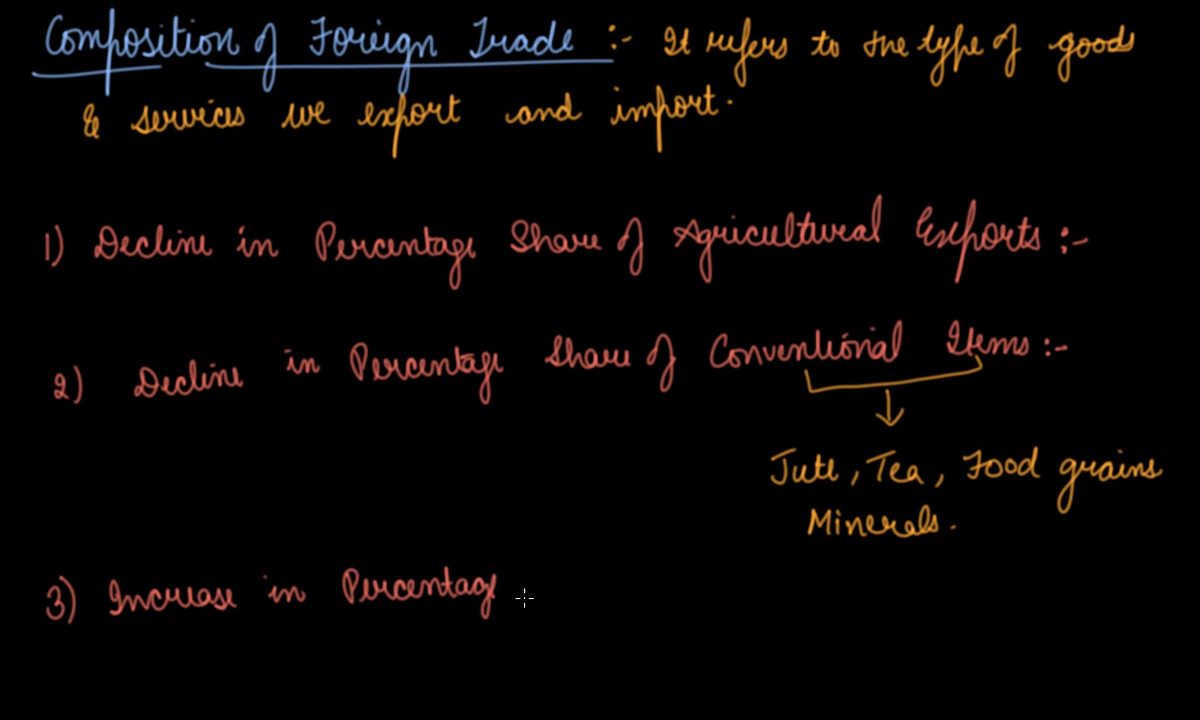 Composition of Foreign Trade :- It refers to the type of goods
& services we export and import.
1) Decline in Percentage Share of Agricultural Exports :-
2) Decline in Percentage Share of Conventional Items :-
Jute, Tea, Food grains
Minerals.
3) Increase in Percentag